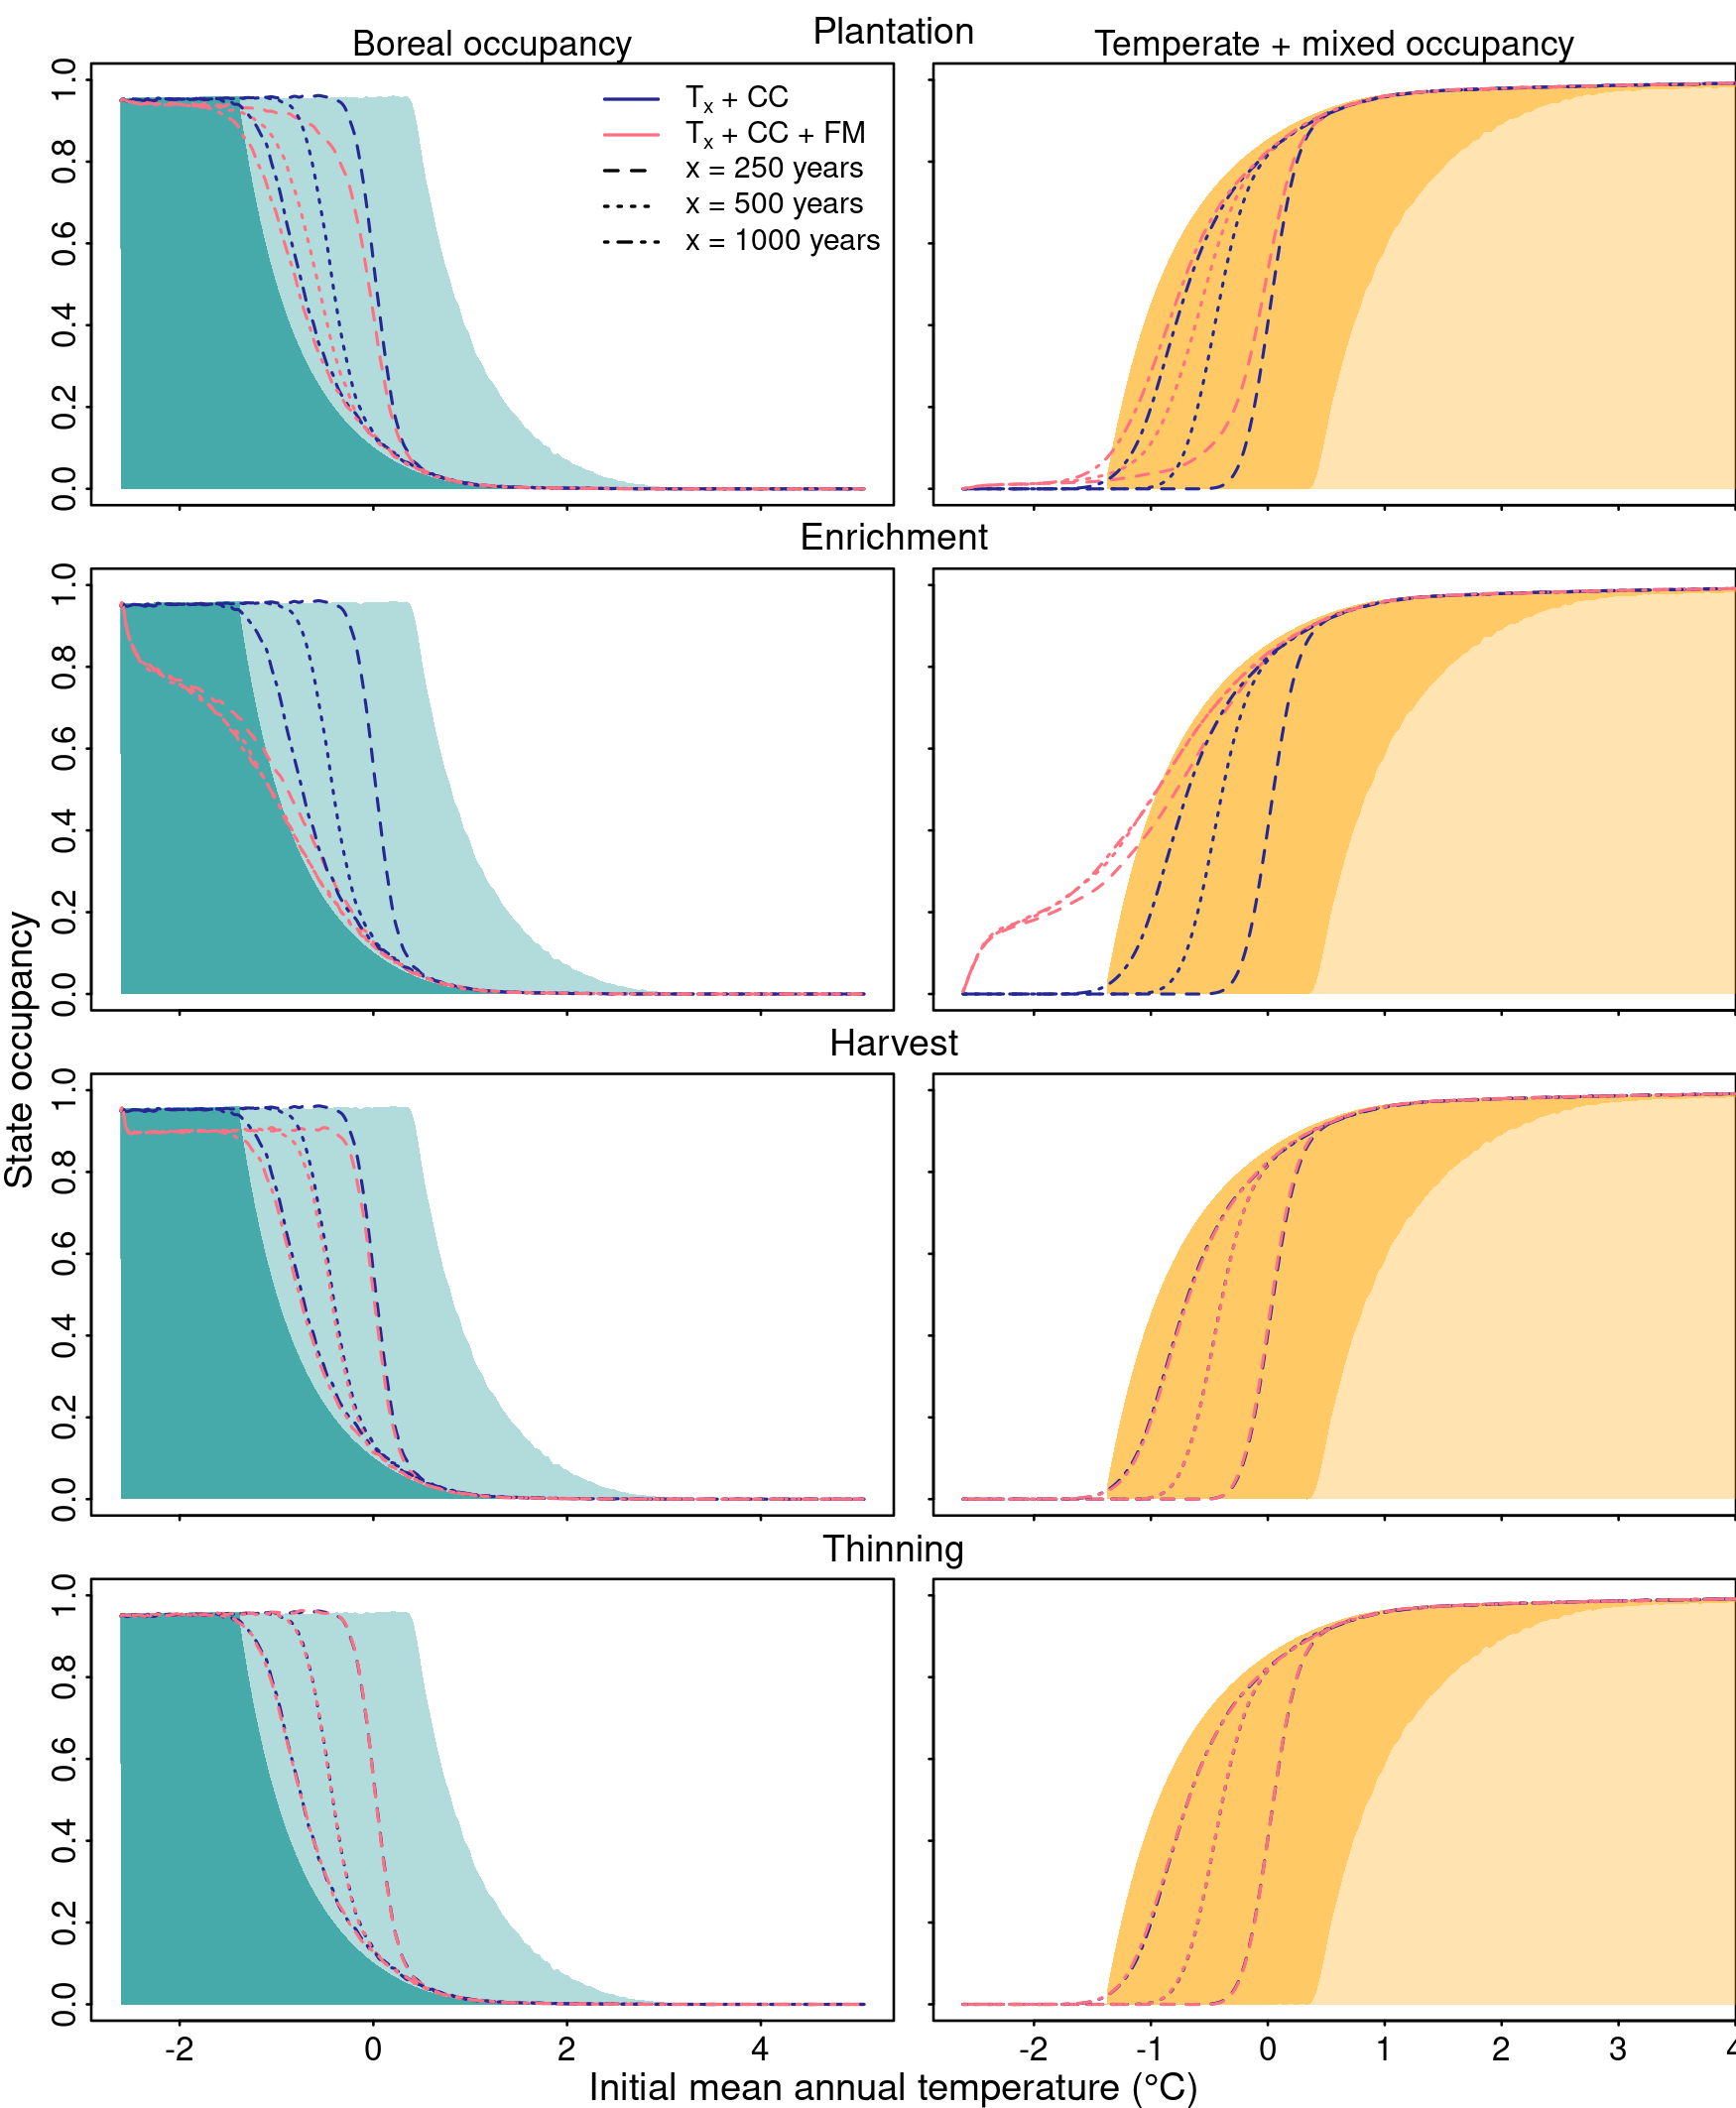 Plantation
Boreal occupancy
Temperate + mixed occupancy
Tx + CC
Tx + CC + FM
x = 250 years
x = 500 years
x = 1000 years
0.0 0.2 0.4 0.6 0.8 1.0
Enrichment
0.0 0.2 0.4 0.6 0.8 1.0
Harvest
0.0 0.2 0.4 0.6 0.8 1.0
Thinning
0.0 0.2 0.4 0.6 0.8 1.0
State occupancy
-2 0 2 4
-2 -1 0 1 2 3 4
Initial mean annual temperature (°C)